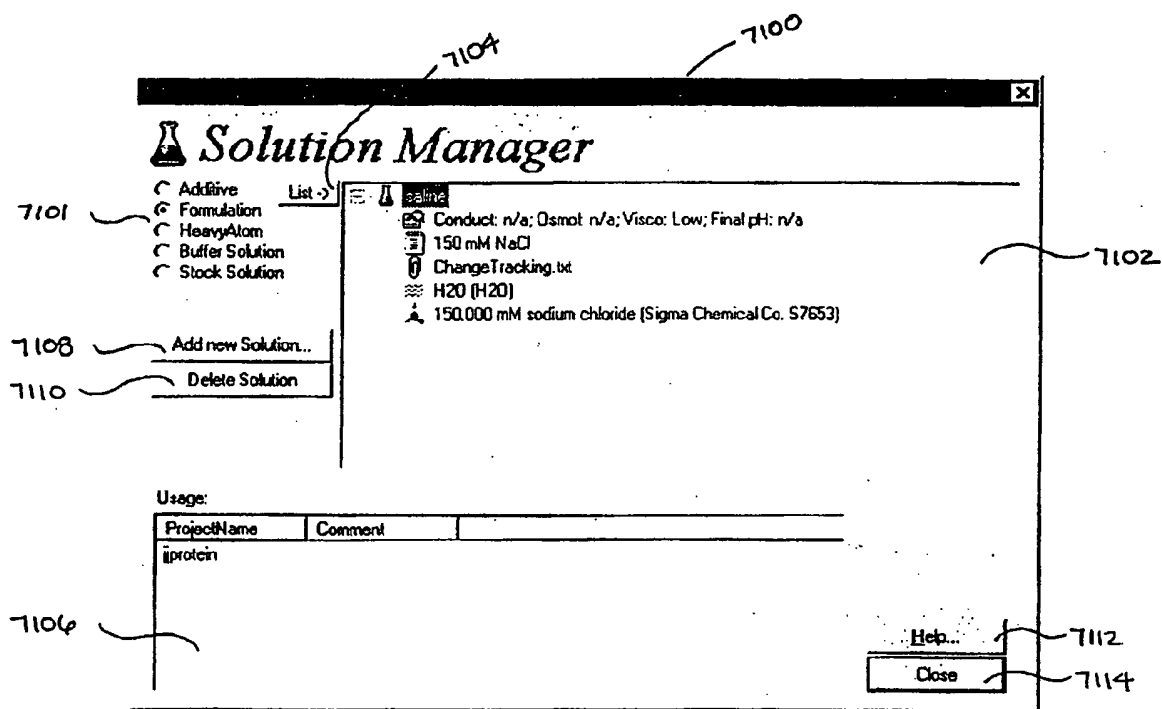 7104
7100
Solution Manager
Additive
List ->
Formulation
HeavyAtom
Buffer Solution
Stock Solution
7101
saline
Conduct: n/a; Osmot: n/a; Visco: Low; Final pH: n/a
150 mM NaCl
ChangeTracking.txt
H2O (H2O)
150.000 mM sodium chloride (Sigma Chemical Co. S7653)
7102
7108
Add new Solution...
7110
Delete Solution
Usage:
ProjectName Comment
jjprotein
7106
Help...
7112
Close
7114